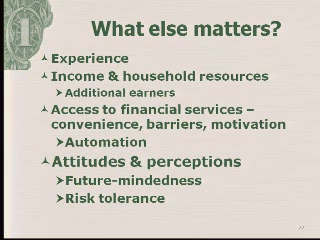 What else matters?
Experience
Income & household resources
Additional earners
Access to financial services –
convenience, barriers, motivation
Automation
Attitudes & perceptions
Future-mindedness
Risk tolerance